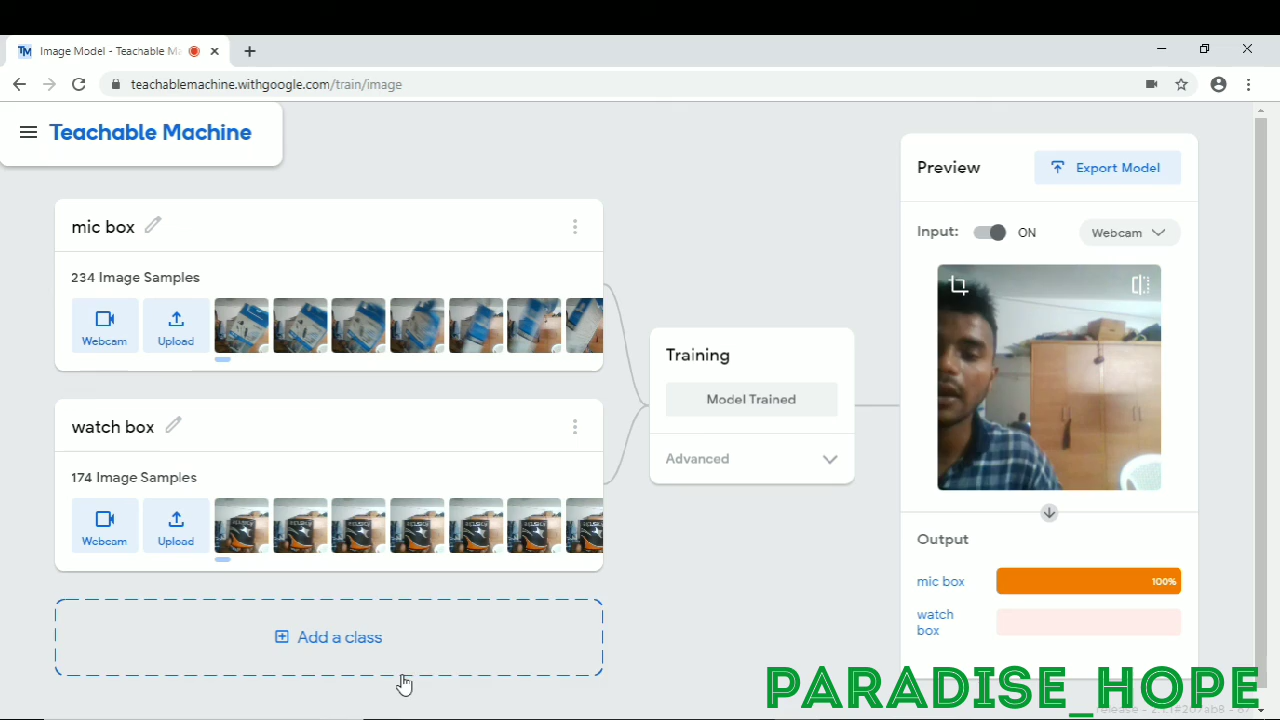 Image Model - Teachable Ma
teachablemachine.withgoogle.com/train/image
Teachable Machine
mic box
234 Image Samples
Webcam
Upload
watch box
174 Image Samples
Webcam
Upload
Add a class
Training
Model Trained
Advanced
Preview
Export Model
Input:
ON
Webcam
Output
mic box
100%
watch
box
PARADISE_HOPE